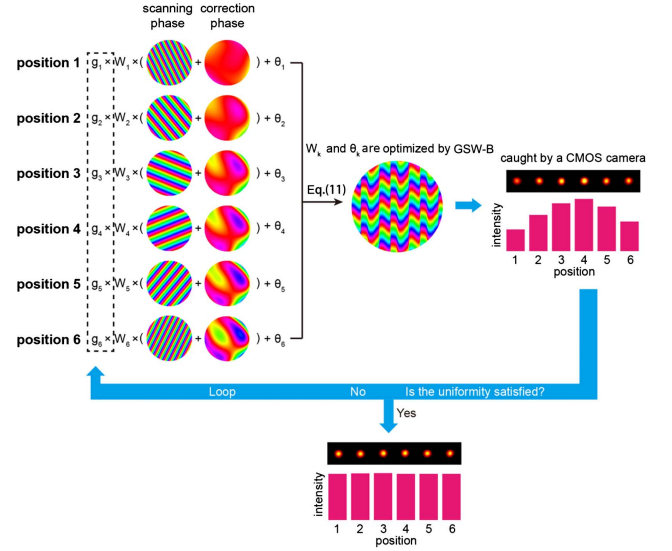 scanning phase
correction phase
position 1 g₁ × W₁ × ( + ) + θ₁
position 2 g₂ × W₂ × ( + ) + θ₂
position 3 g₃ × W₃ × ( + ) + θ₃
position 4 g₄ × W₄ × ( + ) + θ₄
position 5 g₅ × W₅ × ( + ) + θ₅
position 6 g₆ × W₆ × ( + ) + θ₆
W_k and θ_k are optimized by GSW-B
Eq.(11)
caught by a CMOS camera
intensity
1 2 3 4 5 6
position
Loop No Is the uniformity satisfied?
Yes
intensity
1 2 3 4 5 6
position